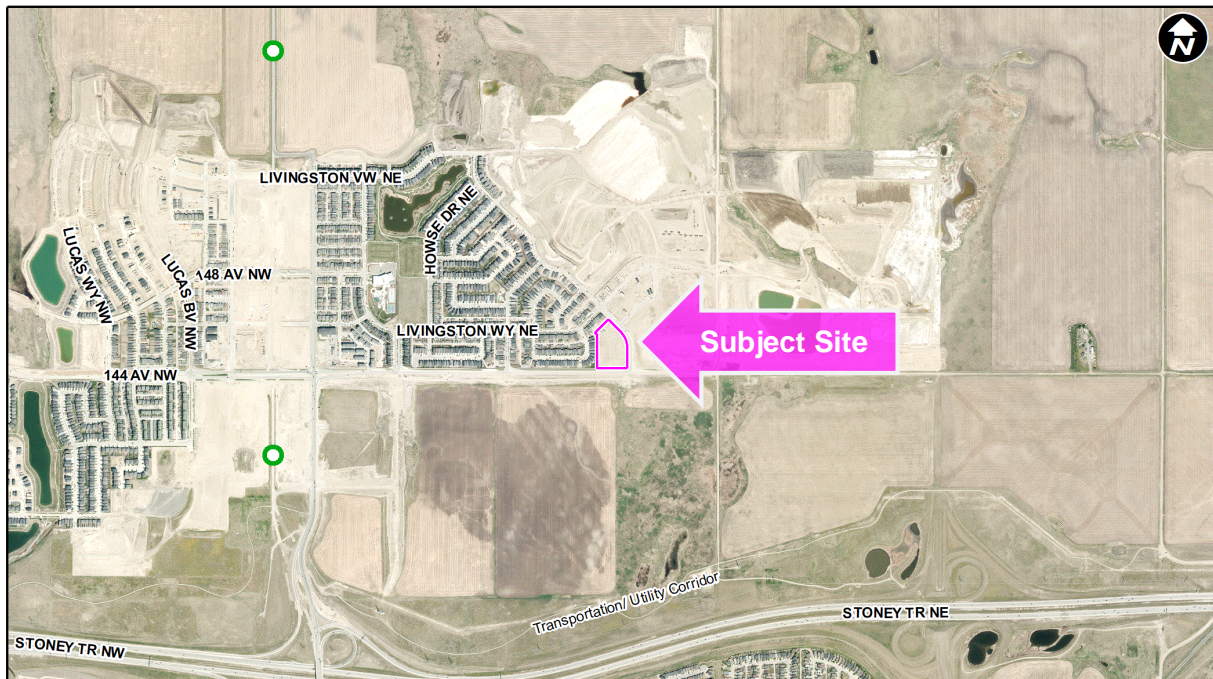 N
LIVINGSTON VW NE
HOWSE DR NE
LUCAS WY NW
LUCAS BV NW
148 AV NW
LIVINGSTON WY NE
Subject Site
144 AV NW
Transportation/ Utility Corridor
STONEY TR NE
STONEY TR NW